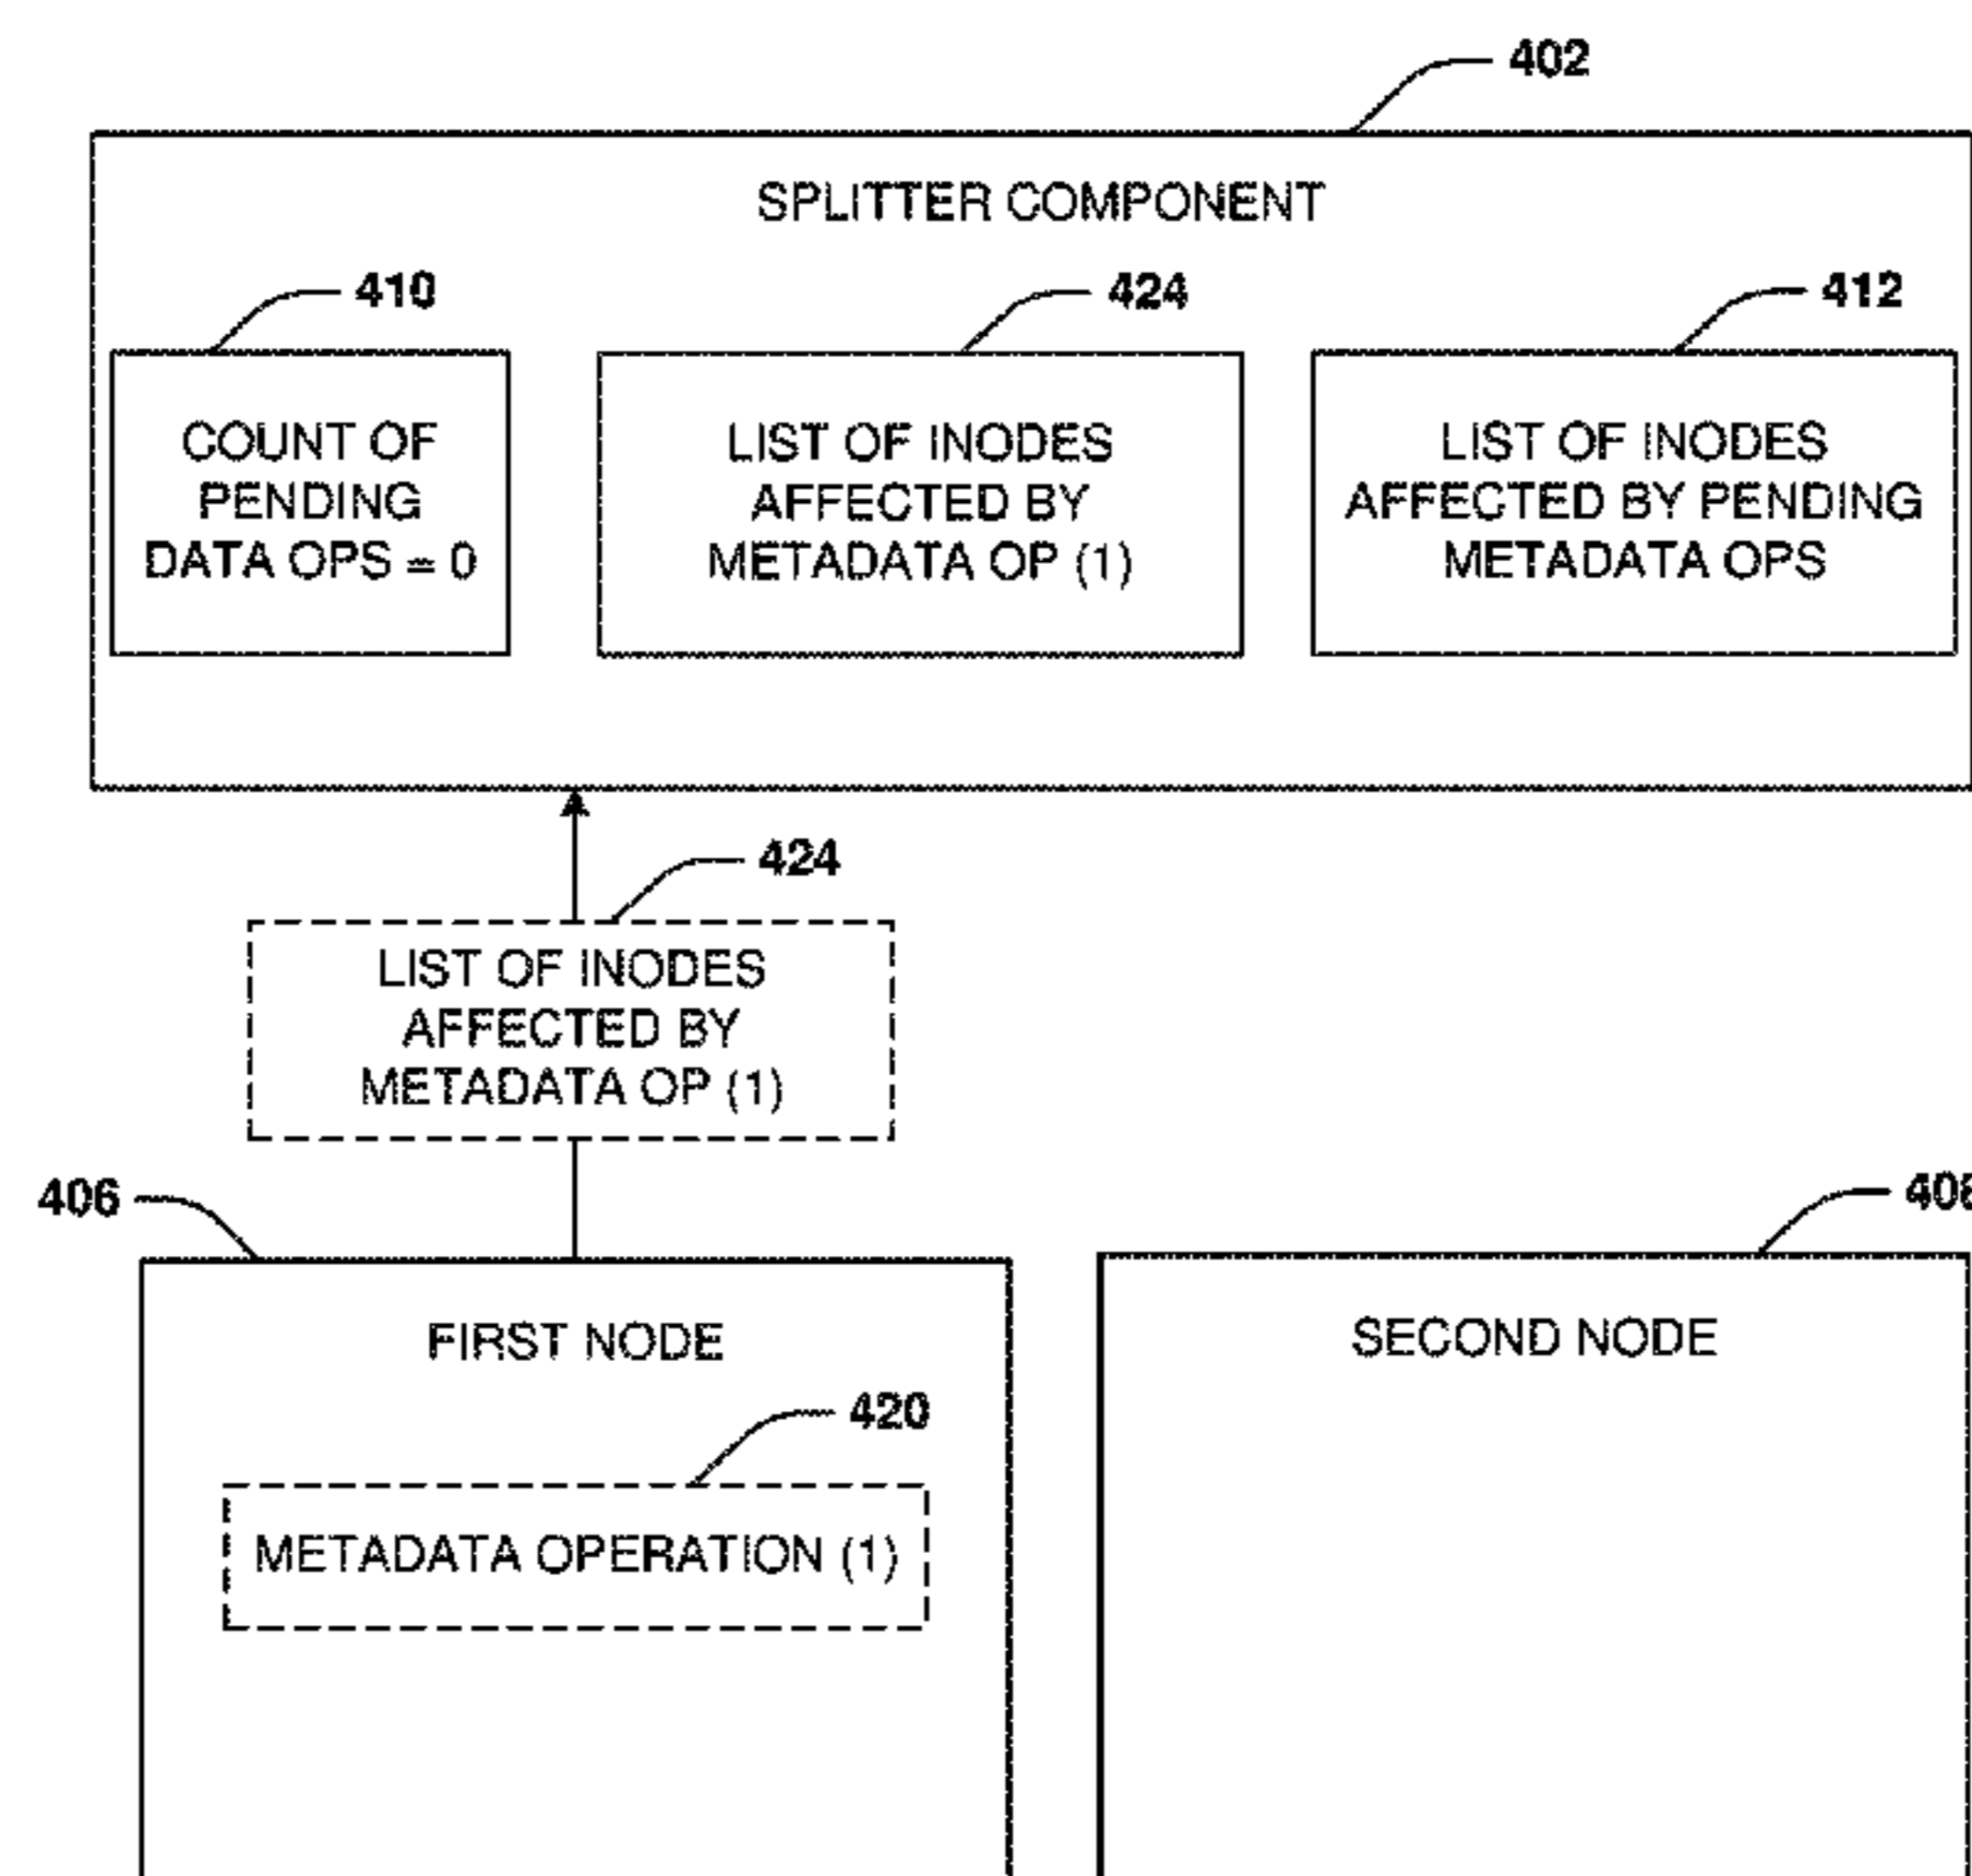 402
SPLITTER COMPONENT
410
424
412
COUNT OF
PENDING
DATA OPS = 0
LIST OF INODES
AFFECTED BY
METADATA OP (1)
LIST OF INODES
AFFECTED BY PENDING
METADATA OPS
424
LIST OF INODES
AFFECTED BY
METADATA OP (1)
406
FIRST NODE
SECOND NODE
420
METADATA OPERATION (1)